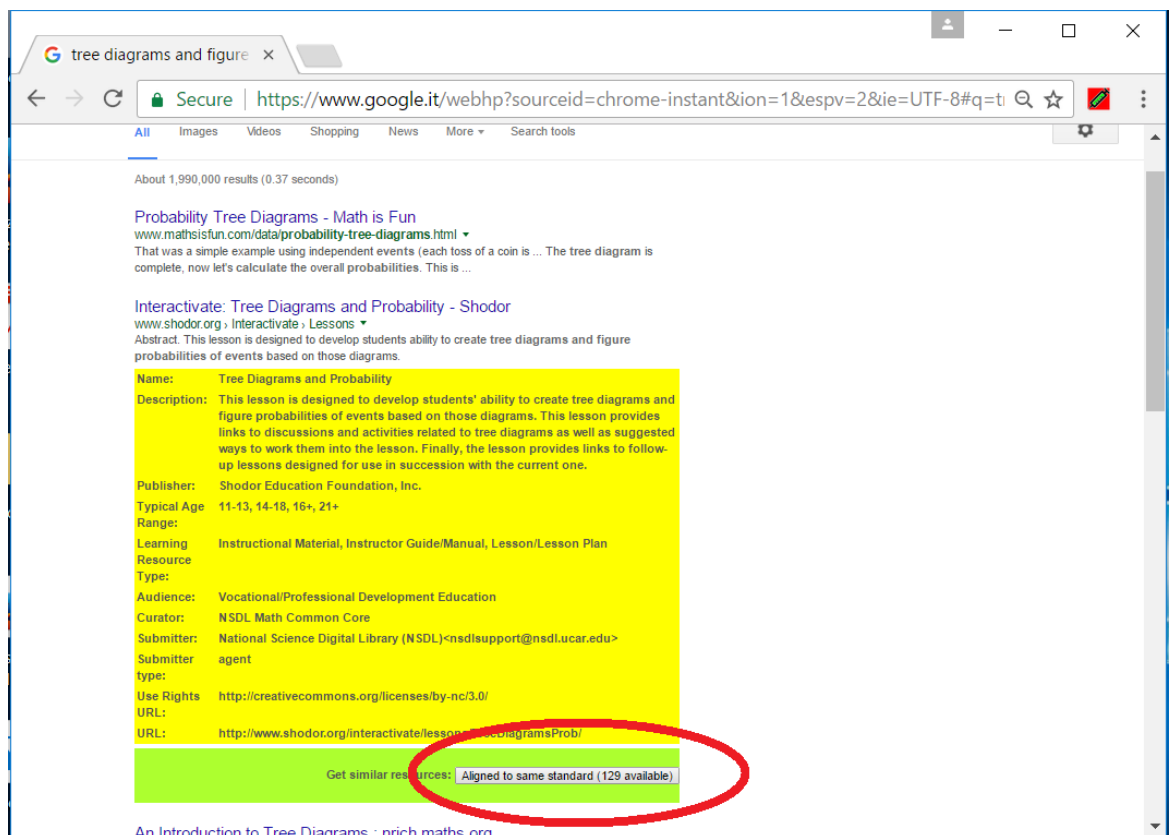 tree diagrams and figure
Secure | https://www.google.it/webhp?sourceid=chrome-instant&ion=1&espv=2&ie=UTF-8#q=t
All Images Videos Shopping News More Search tools
About 1,990,000 results (0.37 seconds)
Probability Tree Diagrams - Math is Fun
www.mathsisfun.com/data/probability-tree-diagrams.html
That was a simple example using independent events (each toss of a coin is ... The tree diagram is
complete, now let's calculate the overall probabilities. This is ...
Interactivate: Tree Diagrams and Probability - Shodor
www.shodor.org › Interactivate › Lessons
Abstract. This lesson is designed to develop students ability to create tree diagrams and figure
probabilities of events based on those diagrams.
Name: Tree Diagrams and Probability
Description: This lesson is designed to develop students' ability to create tree diagrams and
figure probabilities of events based on those diagrams. This lesson provides
links to discussions and activities related to tree diagrams as well as suggested
ways to work them into the lesson. Finally, the lesson provides links to follow-
up lessons designed for use in succession with the current one.
Publisher: Shodor Education Foundation, Inc.
Typical Age 11-13, 14-18, 16+, 21+
Range:
Learning Instructional Material, Instructor Guide/Manual, Lesson/Lesson Plan
Resource
Type:
Audience: Vocational/Professional Development Education
Curator: NSDL Math Common Core
Submitter: National Science Digital Library (NSDL)<nsdlsupport@nsdl.ucar.edu>
Submitter agent
type:
Use Rights http://creativecommons.org/licenses/by-nc/3.0/
URL:
URL: http://www.shodor.org/interactivate/lessons/TreeDiagramsProb/
Get similar resources: Aligned to same standard (129 available)
An Introduction to Tree Diagrams : nrich.maths.org